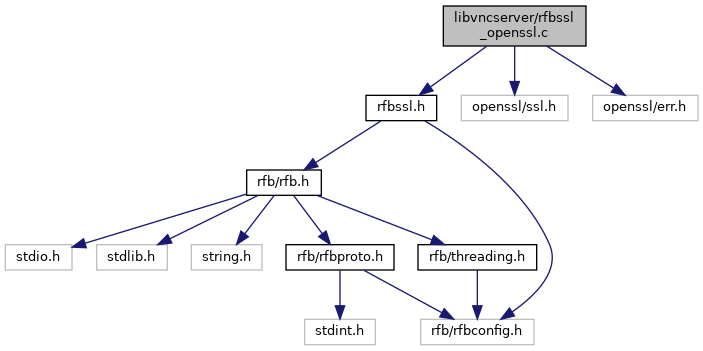 libvncserver/rfbssl
_openssl.c
rfbssl.h
openssl/ssl.h
openssl/err.h
rfb/rfb.h
stdio.h
stdlib.h
string.h
rfb/rfbproto.h
rfb/threading.h
stdint.h
rfb/rfbconfig.h